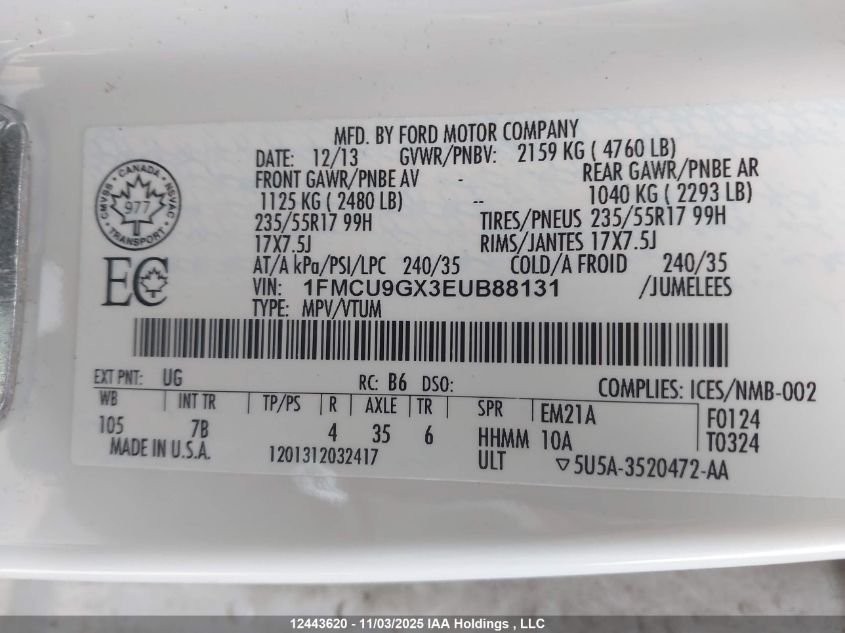 MFD. BY FORD MOTOR COMPANY
DATE: 12/13 GVWR/PNBV: 2159 KG ( 4760 LB)
FRONT GAWR/PNBE AV - REAR GAWR/PNBE AR
1125 KG ( 2480 LB) -- 1040 KG ( 2293 LB)
235/55R17 99H TIRES/PNEUS 235/55R17 99H
17X7.5J RIMS/JANTES 17X7.5J
AT/A kPa/PSI/LPC 240/35 COLD/A FROID 240/35
VIN: 1FMCU9GX3EUB88131 /JUMELEES
TYPE: MPV/VTUM
CANADA
CMVSS NSVAC
977
TRANSPORT
EC
EXT PNT: UG RC: B6 DSO: COMPLIES: ICES/NMB-002
WB INT TR TP/PS R AXLE TR SPR EM21A F0124
105 7B 4 35 6 HHMM 10A T0324
MADE IN U.S.A. 1201312032417 ULT ▽5U5A-3520472-AA
12443620 - 11/03/2025 IAA Holdings , LLC